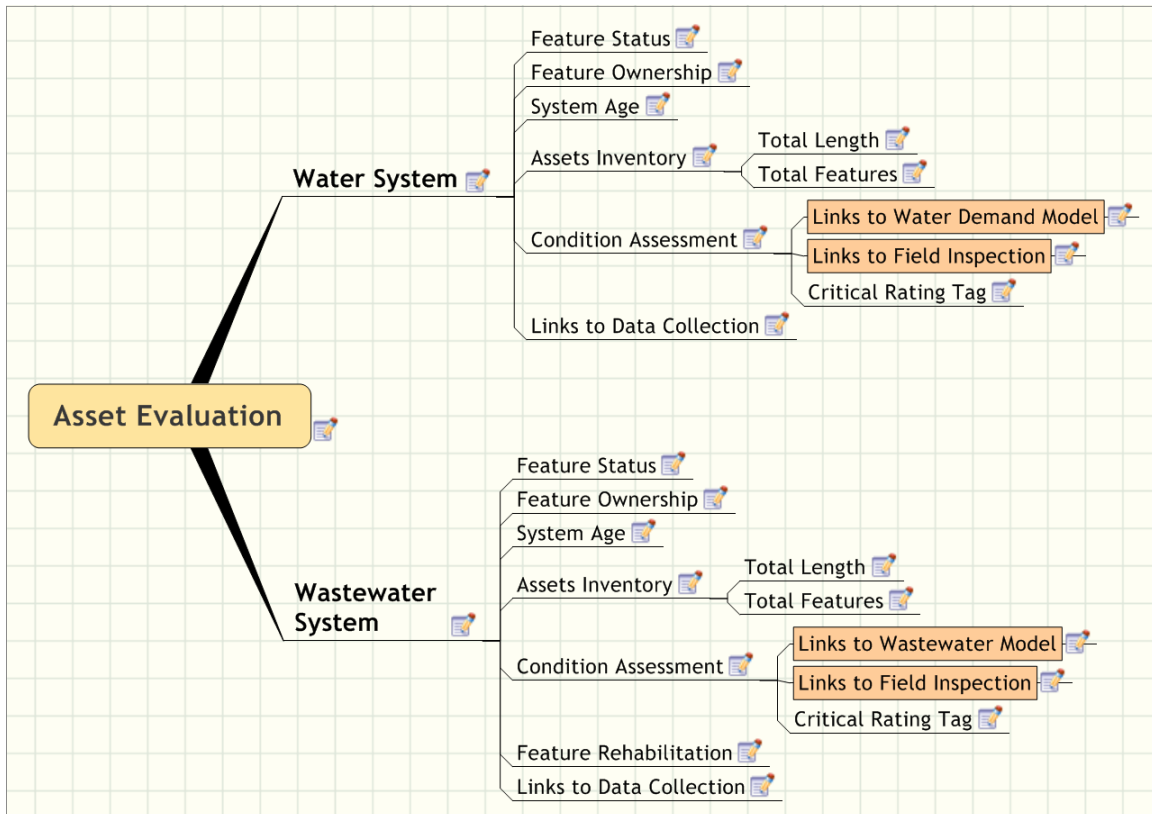 Asset Evaluation
Water System
Feature Status
Feature Ownership
System Age
Assets Inventory
Total Length
Total Features
Condition Assessment
Links to Water Demand Model
Links to Field Inspection
Critical Rating Tag
Links to Data Collection
Wastewater
System
Feature Status
Feature Ownership
System Age
Assets Inventory
Total Length
Total Features
Condition Assessment
Links to Wastewater Model
Links to Field Inspection
Critical Rating Tag
Feature Rehabilitation
Links to Data Collection